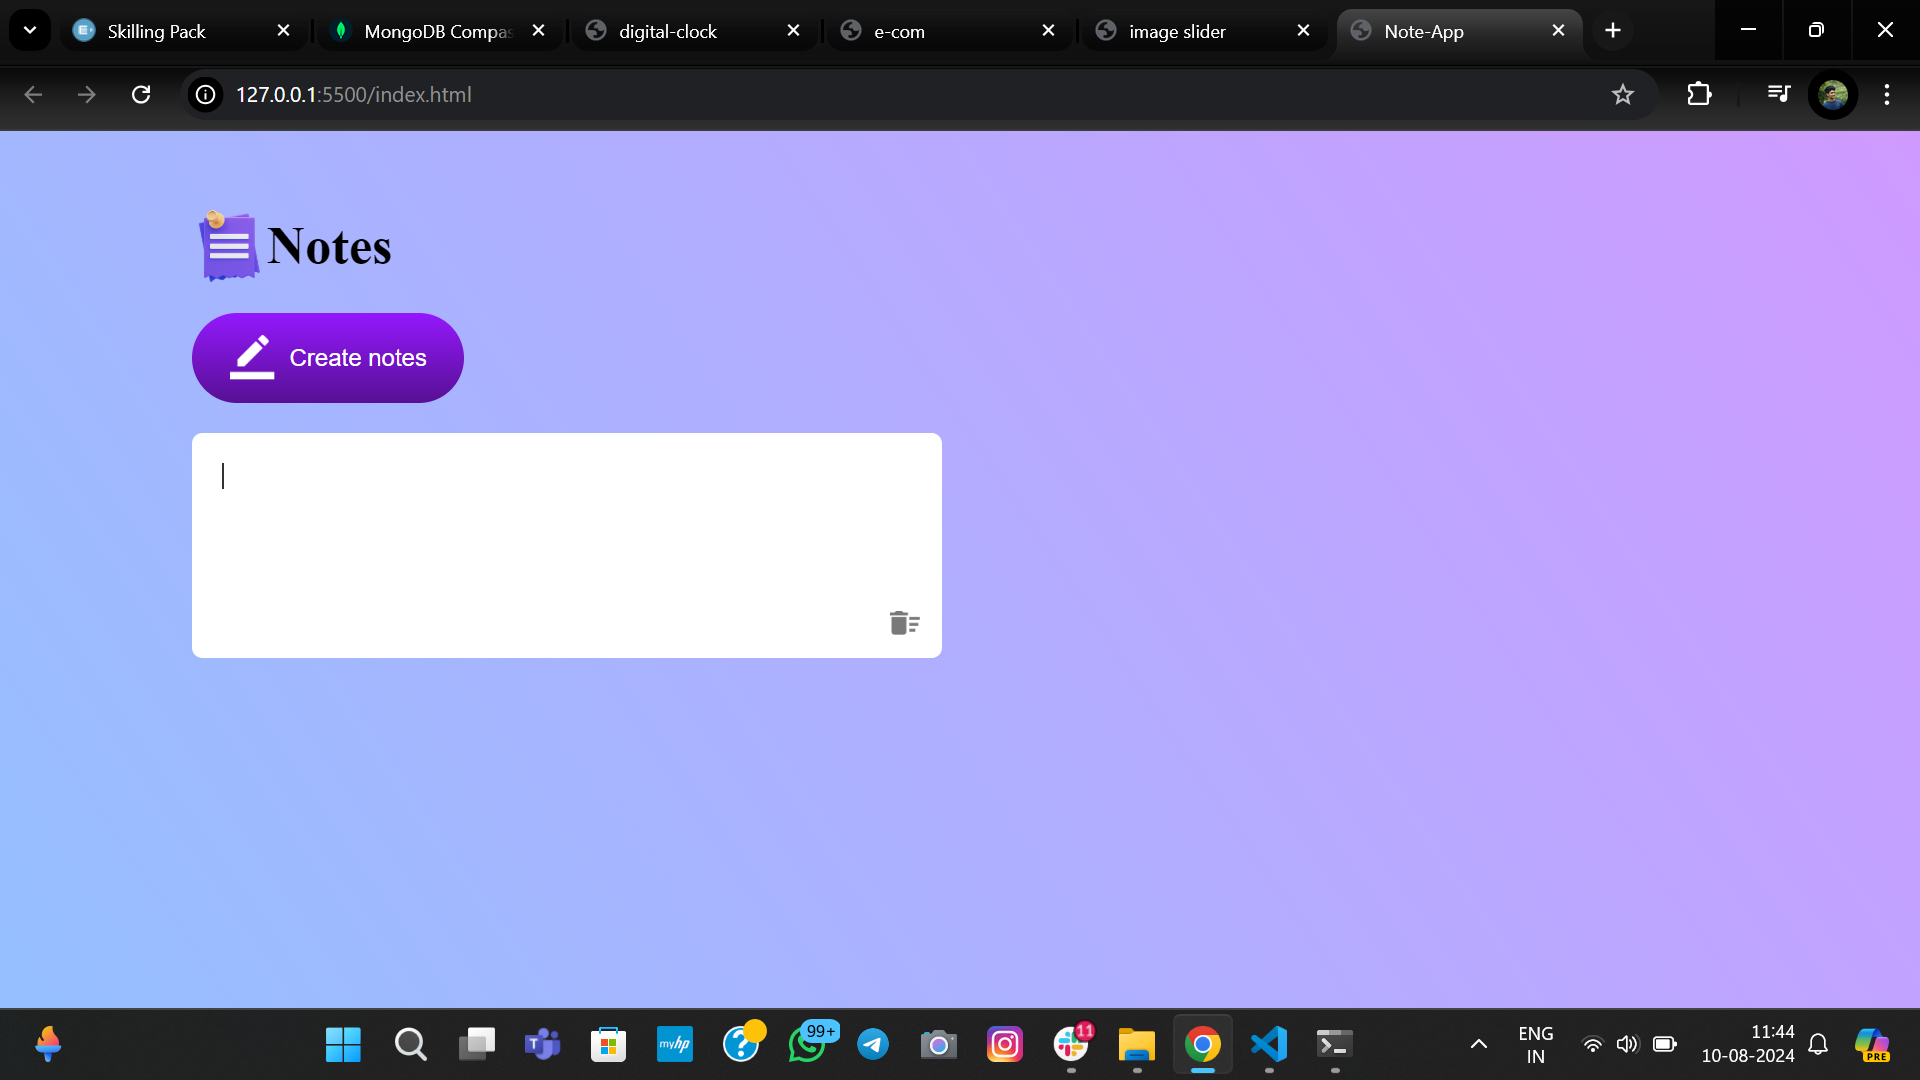 Skilling Pack
MongoDB Compas
digital-clock
e-com
image slider
Note-App
127.0.0.1:5500/index.html
Notes
Create notes
myhp
99+
11
ENG
IN
11:44
10-08-2024
PRE